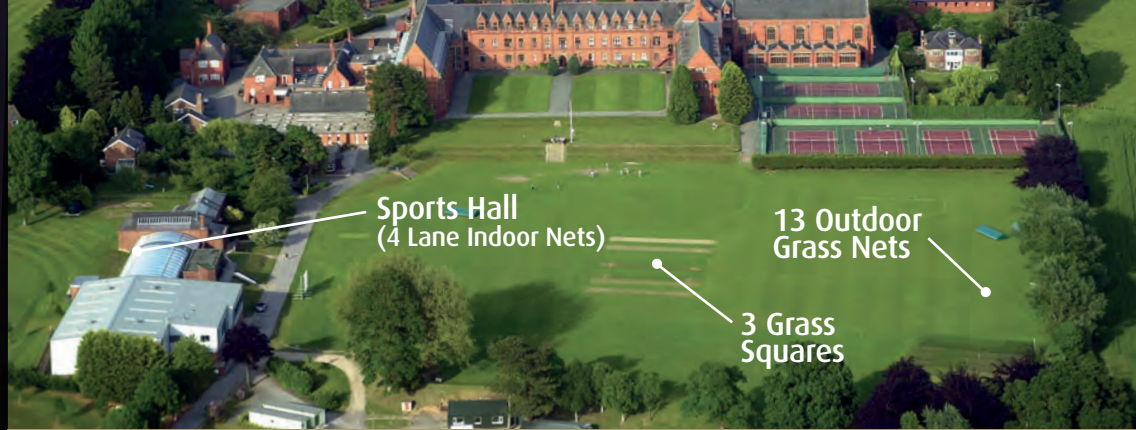 Sports Hall
(4 Lane Indoor Nets)
13 Outdoor
Grass Nets
3 Grass
Squares